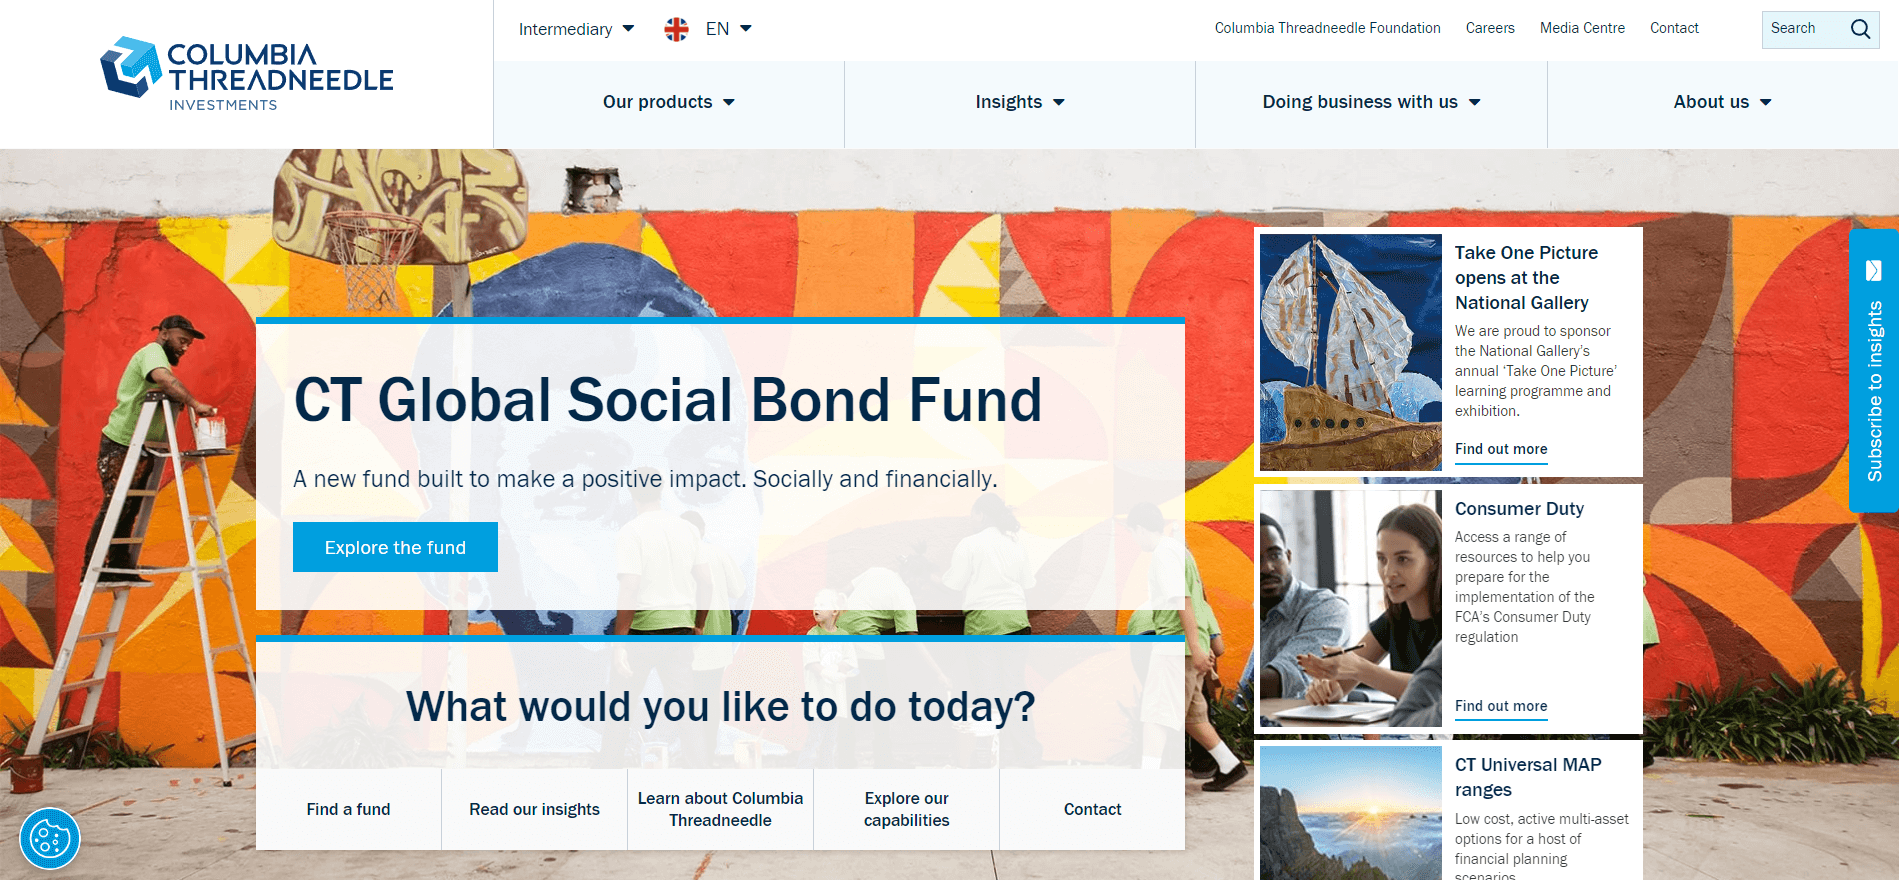 COLUMBIA
THREADNEEDLE
INVESTMENTS
Intermediary
EN
Columbia Threadneedle Foundation
Careers
Media Centre
Contact
Search
Our products
Insights
Doing business with us
About us
CT Global Social Bond Fund
A new fund built to make a positive impact. Socially and financially.
Explore the fund
What would you like to do today?
Find a fund
Read our insights
Learn about Columbia
Threadneedle
Explore our
capabilities
Contact
Take One Picture
opens at the
National Gallery
We are proud to sponsor
the National Gallery’s
annual ‘Take One Picture’
learning programme and
exhibition.
Find out more
Consumer Duty
Access a range of
resources to help you
prepare for the
implementation of the
FCA’s Consumer Duty
regulation
Find out more
CT Universal MAP
ranges
Low cost, active multi-asset
options for a host of
financial planning
scenarios
Subscribe to insights